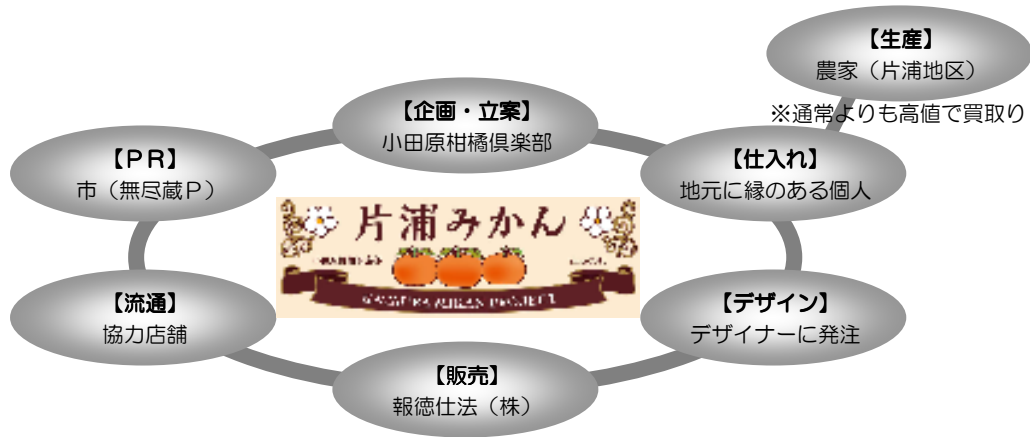 【生産】
農家（片浦地区）
※通常よりも高値で買取り
【企画・立案】
小田原柑橘倶楽部
【ＰＲ】
市（無尽蔵Ｐ）
【仕入れ】
地元に縁のある個人
片浦みかん
KATAURA MIKAN PROJECT
【流通】
協力店舗
【デザイン】
デザイナーに発注
【販売】
報徳仕法（株）